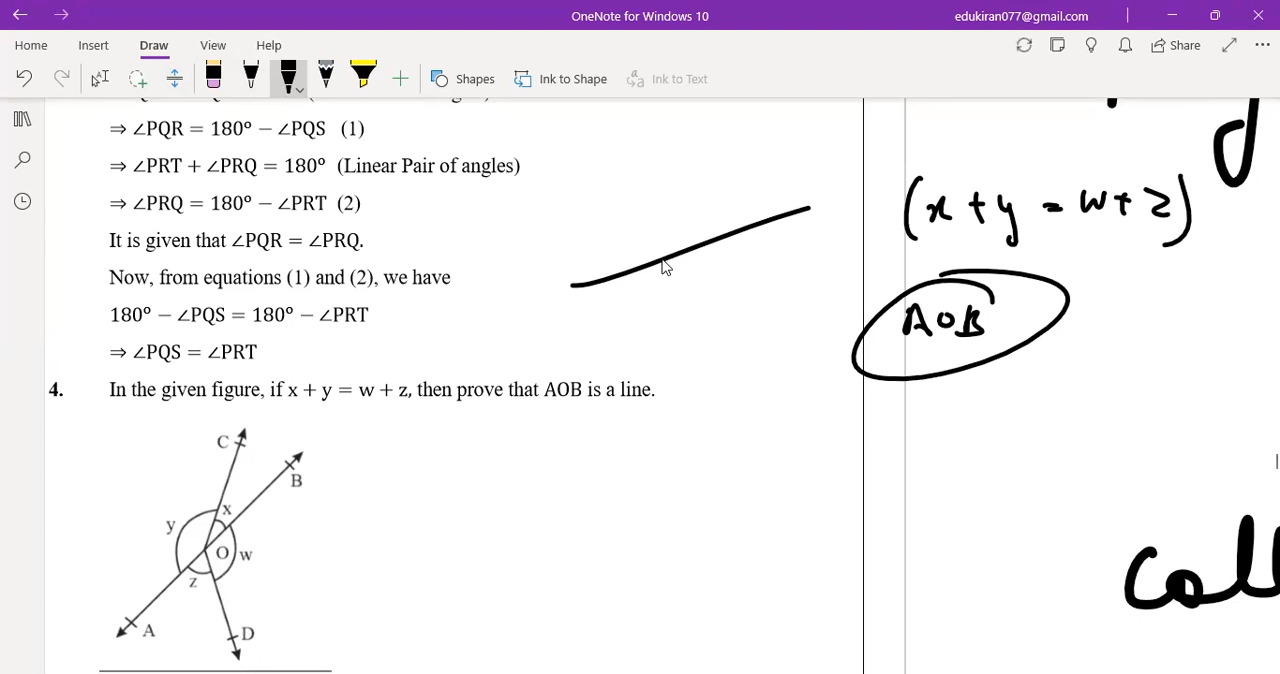 OneNote for Windows 10
edukiran077@gmail.com
Home Insert Draw View Help
Share
Shapes Ink to Shape Ink to Text
⇒ ∠PQR = 180° − ∠PQS (1)
⇒ ∠PRT + ∠PRQ = 180° (Linear Pair of angles)
⇒ ∠PRQ = 180° − ∠PRT (2)
It is given that ∠PQR = ∠PRQ.
Now, from equations (1) and (2), we have
180° − ∠PQS = 180° − ∠PRT
⇒ ∠PQS = ∠PRT
4. In the given figure, if x + y = w + z, then prove that AOB is a line.
C
B
x
y
O w
z
A D
(x + y = w + z)
AOB